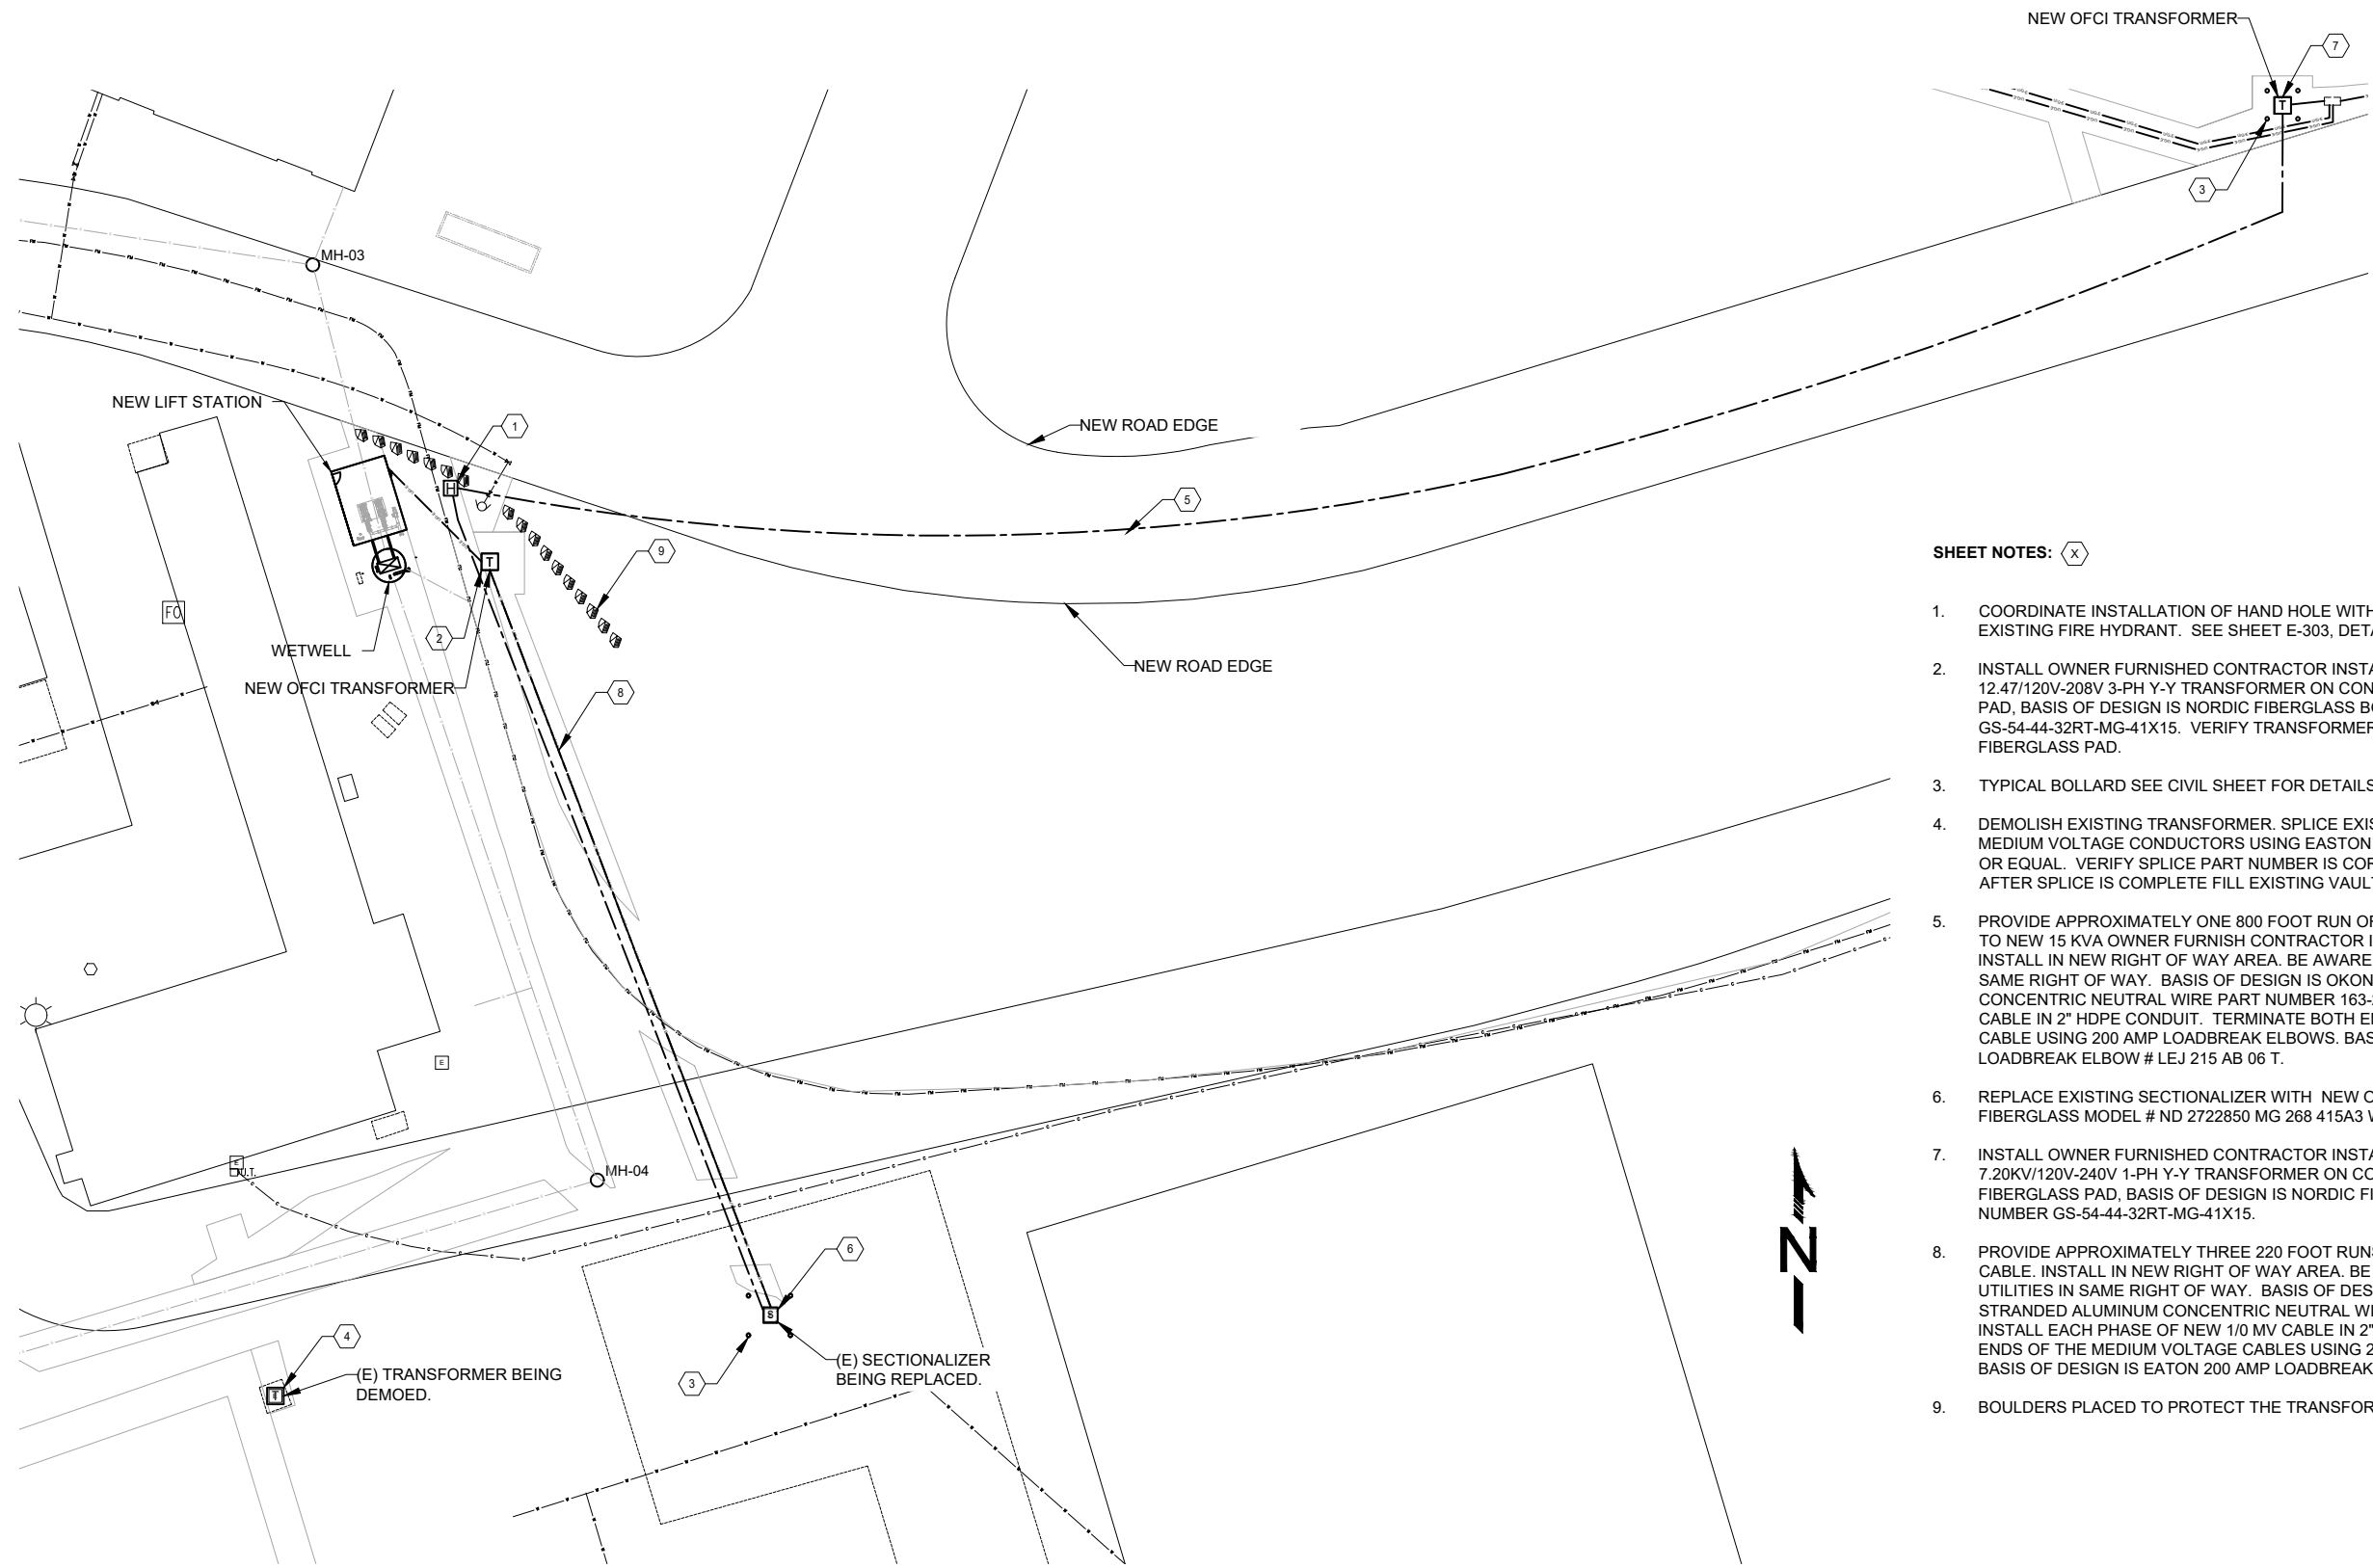 NEW OFCI TRANSFORMER
7
T
3
MH-03
NEW LIFT STATION
1
NEW ROAD EDGE
H
5
9
T
FO
2
WETWELL
NEW OFCI TRANSFORMER
NEW ROAD EDGE
8
E
E
U.T.
MH-04
6
S
4
(E) TRANSFORMER BEING
DEMOED.
T
3
(E) SECTIONALIZER
BEING REPLACED.
N
SHEET NOTES: X
1. COORDINATE INSTALLATION OF HAND HOLE WITH
EXISTING FIRE HYDRANT. SEE SHEET E-303,
2. INSTALL OWNER FURNISHED CONTRACTOR
12.47/120V-208V 3-PH Y-Y TRANSFORMER ON
PAD, BASIS OF DESIGN IS NORDIC FIBERGLASS
GS-54-44-32RT-MG-41X15. VERIFY TRANSFORMER
FIBERGLASS PAD.
3. TYPICAL BOLLARD SEE CIVIL SHEET FOR DETAILS
4. DEMOLISH EXISTING TRANSFORMER. SPLICE
MEDIUM VOLTAGE CONDUCTORS USING EASTON
OR EQUAL. VERIFY SPLICE PART NUMBER IS
AFTER SPLICE IS COMPLETE FILL EXISTING VAULT
5. PROVIDE APPROXIMATELY ONE 800 FOOT RUN
TO NEW 15 KVA OWNER FURNISH CONTRACTOR
INSTALL IN NEW RIGHT OF WAY AREA. BE AWARE
SAME RIGHT OF WAY. BASIS OF DESIGN IS
CONCENTRIC NEUTRAL WIRE PART NUMBER 163-
CABLE IN 2" HDPE CONDUIT. TERMINATE BOTH
CABLE USING 200 AMP LOADBREAK ELBOWS.
LOADBREAK ELBOW # LEJ 215 AB 06 T.
6. REPLACE EXISTING SECTIONALIZER WITH NEW
FIBERGLASS MODEL # ND 2722850 MG 268 415A3
7. INSTALL OWNER FURNISHED CONTRACTOR
7.20KV/120V-240V 1-PH Y-Y TRANSFORMER ON
FIBERGLASS PAD, BASIS OF DESIGN IS NORDIC
NUMBER GS-54-44-32RT-MG-41X15.
8. PROVIDE APPROXIMATELY THREE 220 FOOT
CABLE. INSTALL IN NEW RIGHT OF WAY AREA. BE
UTILITIES IN SAME RIGHT OF WAY. BASIS OF
STRANDED ALUMINUM CONCENTRIC NEUTRAL
INSTALL EACH PHASE OF NEW 1/0 MV CABLE IN 2"
ENDS OF THE MEDIUM VOLTAGE CABLES USING
BASIS OF DESIGN IS EATON 200 AMP LOADBREAK
9. BOULDERS PLACED TO PROTECT THE